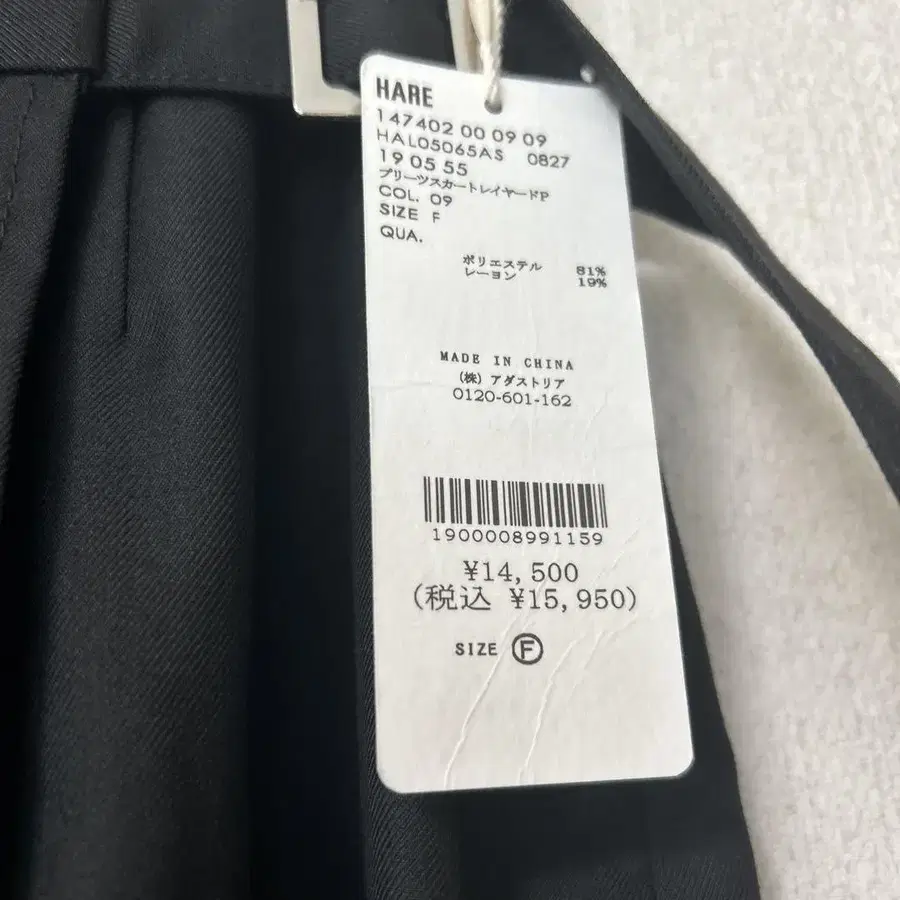 HARE
147402 00 09 09
HAL05065AS 0827
19 05 55
プリーツスカートレイヤードP
COL. 09
SIZE F
QUA.
ポリエステル 81%
レーヨン 19%
MADE IN CHINA
(株) アダストリア
0120-601-162
1900008991159
¥14,500
(税込 ¥15,950)
SIZE F